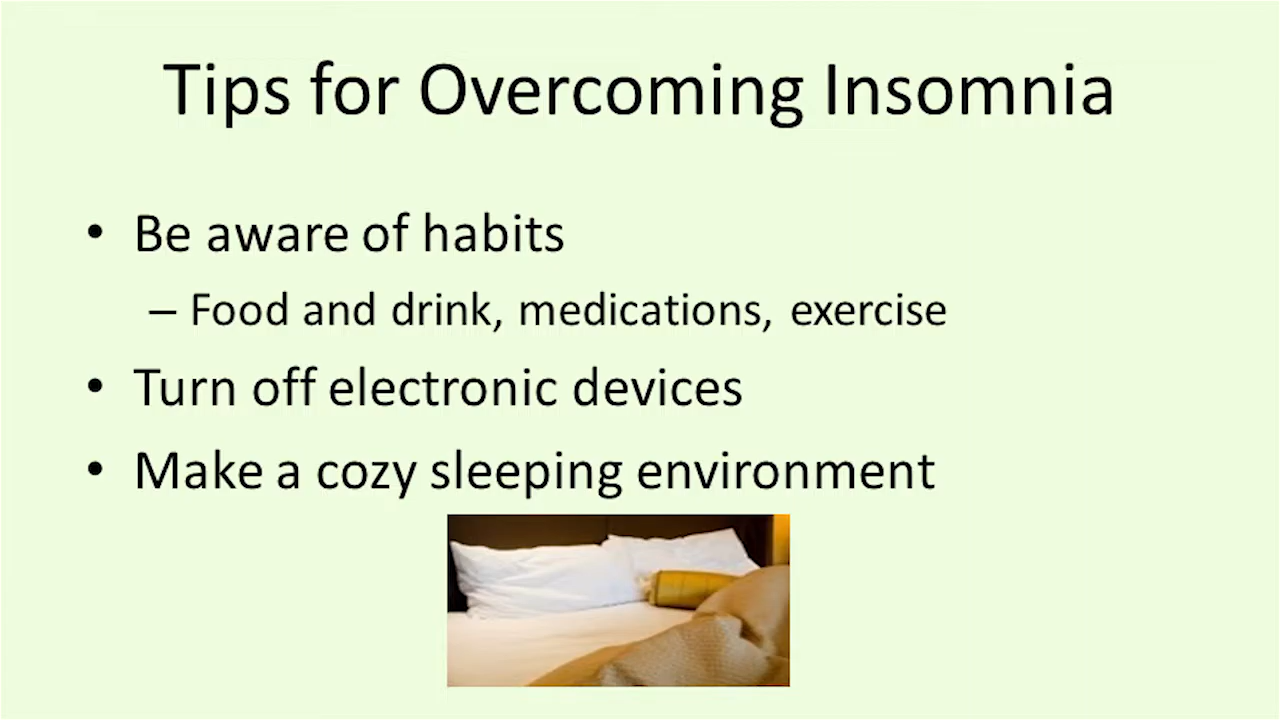 Tips for Overcoming Insomnia
• Be aware of habits
– Food and drink, medications, exercise
• Turn off electronic devices
• Make a cozy sleeping environment